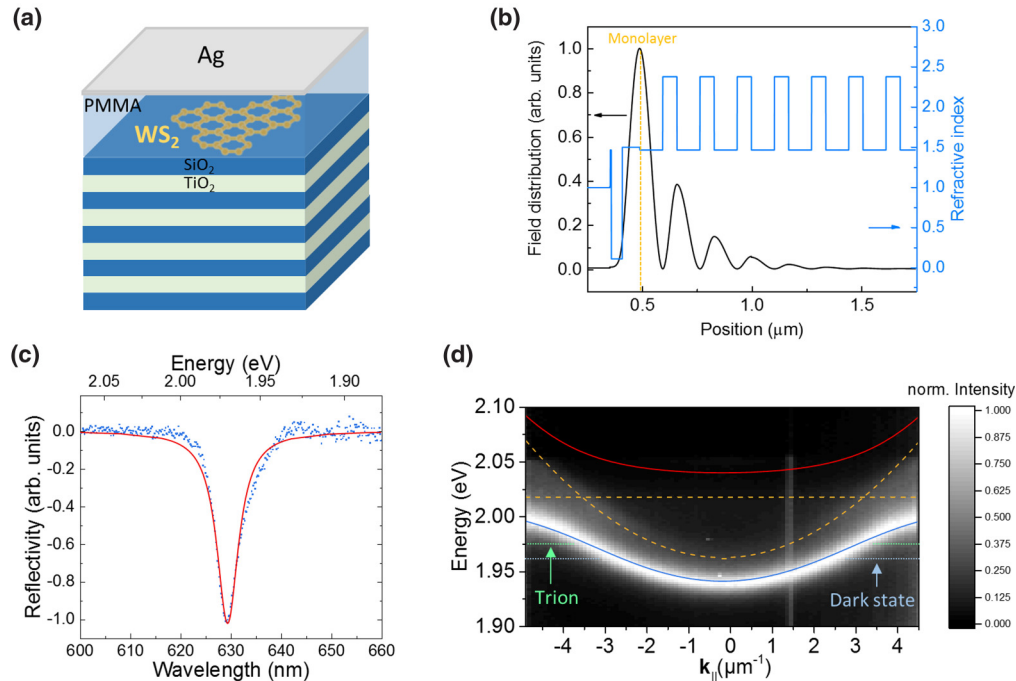 (a)
Ag
PMMA
WS₂
SiO₂
TiO₂
(b)
Monolayer
Field distribution (arb. units)
1.0
0.8
0.6
0.4
0.2
0.0
0.5
1.0
1.5
Position (μm)
3.0
2.5
2.0
1.5
1.0
0.5
0.0
Refractive index
(c)
Energy (eV)
2.05
2.00
1.95
1.90
Reflectivity (arb. units)
0.0
-0.2
-0.4
-0.6
-0.8
-1.0
600
610
620
630
640
650
660
Wavelength (nm)
(d)
norm. Intensity
Energy (eV)
2.10
2.05
2.00
1.95
1.90
Trion
Dark state
-4
-3
-2
-1
0
1
2
3
4
k||(μm⁻¹)
1.000
0.875
0.750
0.625
0.500
0.375
0.250
0.125
0.000